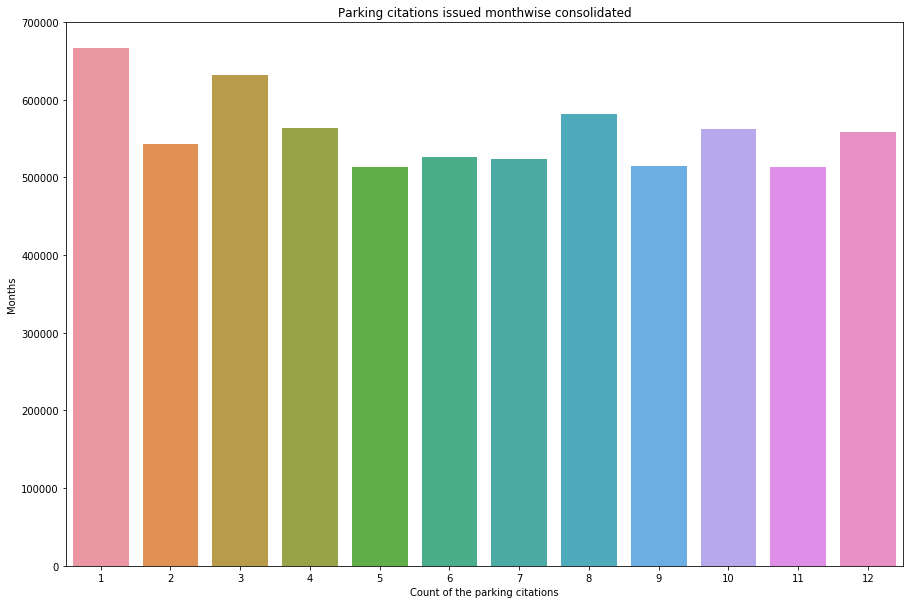 Parking citations issued monthwise consolidated
700000
600000
500000
400000
300000
200000
100000
0
Months
1 2 3 4 5 6 7 8 9 10 11 12
Count of the parking citations